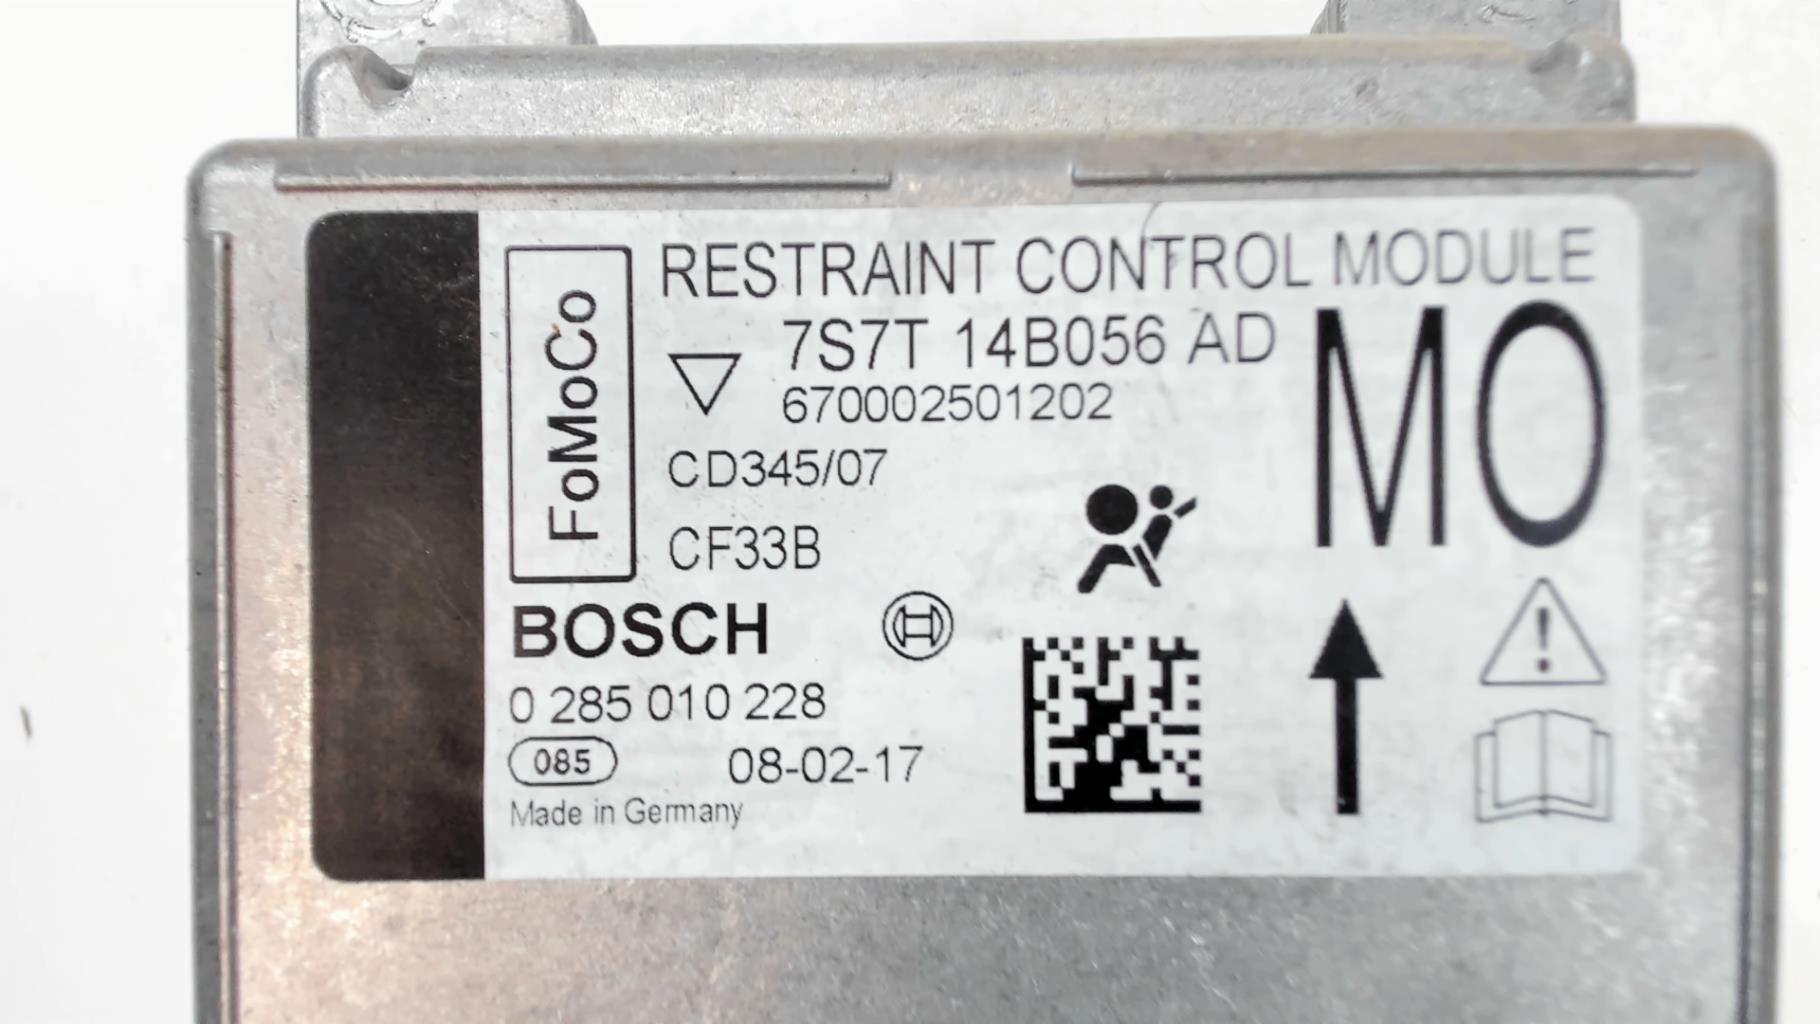 FoMoCo
RESTRAINT CONTROL MODULE
7S7T 14B056 AD
670002501202
MO
CD345/07
CF33B
BOSCH
0 285 010 228
085
08-02-17
Made in Germany